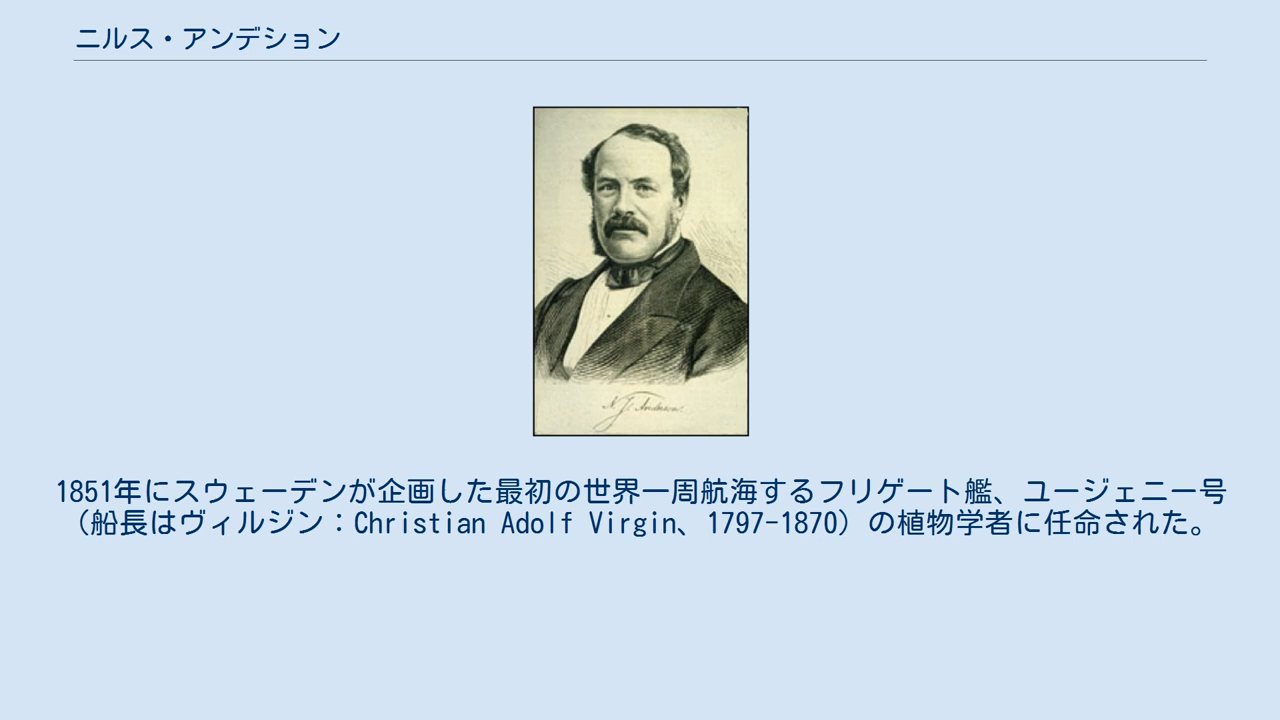 ニルス・アンデション
N. J. Andersson.
1851年にスウェーデンが企画した最初の世界一周航海するフリゲート艦、ユージェニー号
（船長はヴィルジン：Christian Adolf Virgin、1797-1870）の植物学者に任命された。